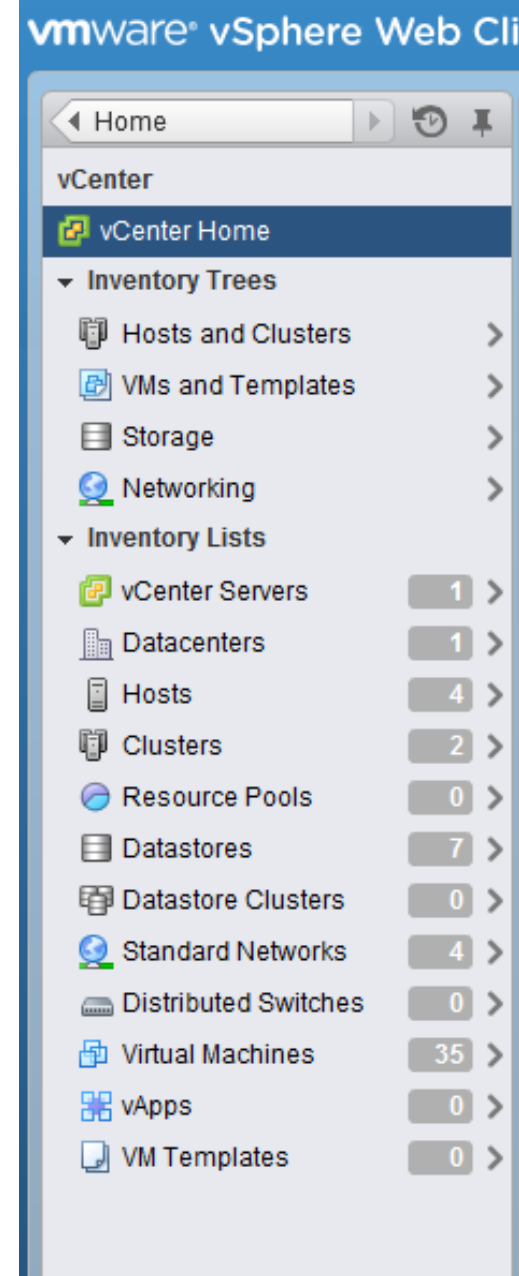 vmware® vSphere Web Cli
Home
vCenter
vCenter Home
Inventory Trees
Hosts and Clusters
VMs and Templates
Storage
Networking
Inventory Lists
vCenter Servers 1
Datacenters 1
Hosts 4
Clusters 2
Resource Pools 0
Datastores 7
Datastore Clusters 0
Standard Networks 4
Distributed Switches 0
Virtual Machines 35
vApps 0
VM Templates 0